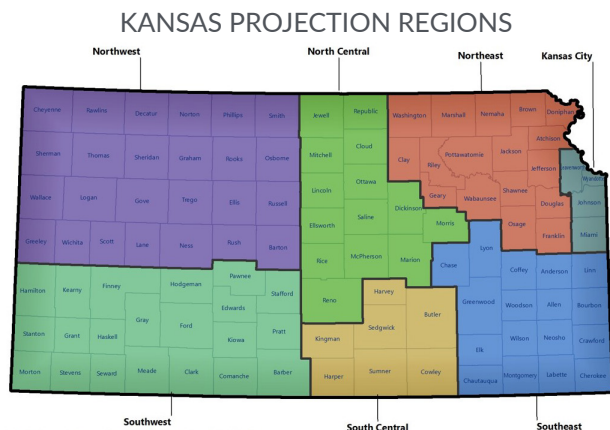 KANSAS PROJECTION REGIONS
Northwest North Central Northeast Kansas City
Cheyenne Rawlins Decatur Norton Phillips Smith Jewell Republic Washington Marshall Nemaha Brown Doniphan
Sherman Thomas Sheridan Graham Rooks Osborne Mitchell Cloud Clay Riley Pottawatomie Jackson Atchison
Jefferson Leavenworth Wyandotte
Wallace Logan Gove Trego Ellis Russell Lincoln Ottawa Geary Wabaunsee Shawnee Douglas Johnson
Ellsworth Saline Dickinson Morris Osage Franklin Miami
Greeley Wichita Scott Lane Ness Rush Barton Rice McPherson Marion Chase Lyon Coffey Anderson Linn
Hamilton Kearny Finney Hodgeman Pawnee Stafford Reno Harvey Butler Greenwood Woodson Allen Bourbon
Stanton Grant Haskell Gray Ford Edwards Kiowa Pratt Kingman Sedgwick Elk Wilson Neosho Crawford
Morton Stevens Seward Meade Clark Comanche Barber Harper Sumner Cowley Chautauqua Montgomery Labette Cherokee
Southwest South Central Southeast